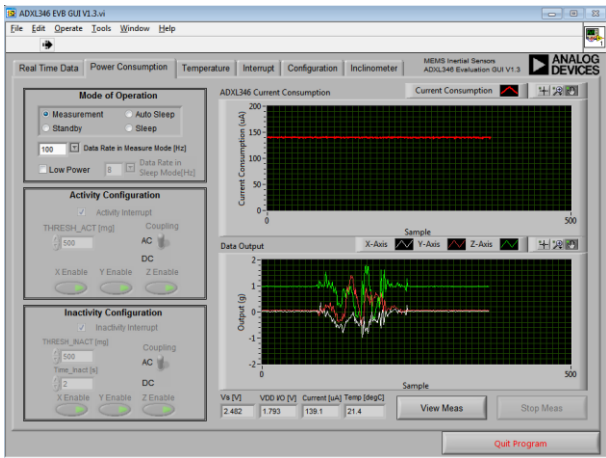 ADXL346 EVB GUI V1.3.vi
File Edit Operate Tools Window Help
Real Time Data Power Consumption Temperature Interrupt Configuration Inclinometer
MEMS Inertial Sensors
ADXL346 Evaluation GUI V1.3
ANALOG
DEVICES
Mode of Operation
Measurement Auto Sleep
Standby Sleep
100 Data Rate in Measure Mode [Hz]
Low Power 8 Data Rate in
Sleep Mode[Hz]
Activity Configuration
Activity Interrupt
THRESH_ACT [mg] Coupling
500 AC
DC
X Enable Y Enable Z Enable
Inactivity Configuration
Inactivity Interrupt
THRESH_INACT [mg] Coupling
500 AC
Time_Inact [s]
2 DC
X Enable Y Enable Z Enable
ADXL346 Current Consumption Current Consumption
Current Consumption (uA)
200
150
100
50
0
0 500
Sample
Data Output X-Axis Y-Axis Z-Axis
Output (g)
2
1
0
-1
-2
0 500
Sample
Vs [V] VDD I/O [V] Current [uA] Temp [degC]
2.482 1.793 139.1 21.4
View Meas Stop Meas
Quit Program